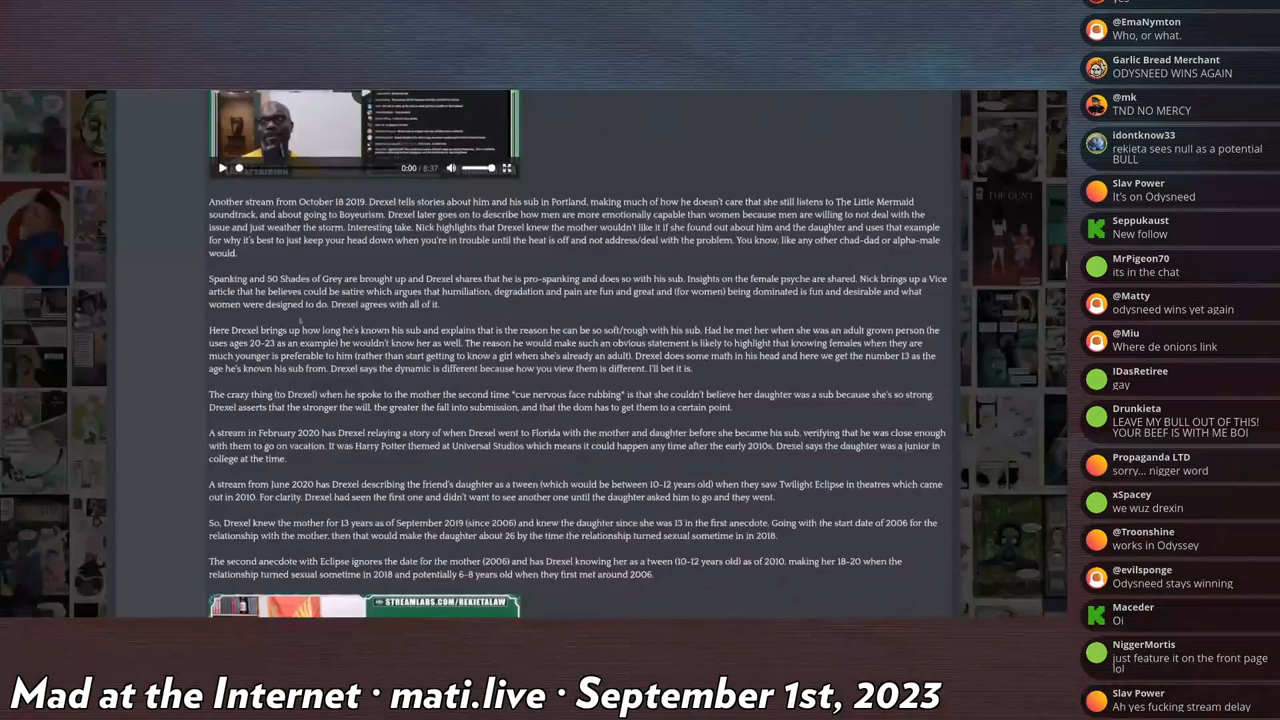 0:00 / 8:37
Another stream from October 18 2019. Drexel tells stories about him and his sub in Portland, making much of how he doesn't care that she still listens to The Little Mermaid
soundtrack, and about going to Boyeurism. Drexel later goes on to describe how men are more emotionally capable than women because men are willing to not deal with the
issue and just weather the storm. Interesting take. Nick highlights that Drexel knew the mother wouldn't like it if she found out about him and the daughter and uses that example
for why it's best to just keep your head down when you're in trouble until the heat is off and not address/deal with the problem. You know, like any other chad-dad or alpha-male
would.
Spanking and 50 Shades of Grey are brought up and Drexel shares that he is pro-spanking and does so with his sub. Insights on the female psyche are shared. Nick brings up a Vice
article that he believes could be satire which argues that humiliation, degradation and pain are fun and great and (for women) being dominated is fun and desirable and what
women were designed to do. Drexel agrees with all of it.
Here Drexel brings up how long he's known his sub and explains that is the reason he can be so soft/rough with his sub. Had he met her when she was an adult grown person (he
uses ages 20-23 as an example) he wouldn't know her as well. The reason he would make such an obvious statement is likely to highlight that knowing females when they are
much younger is preferable to him (rather than start getting to know a girl when she's already an adult). Drexel does some math in his head and here we get the number 13 as the
age he's known his sub from. Drexel says the dynamic is different because how you view them is different. I'll bet it is.
The crazy thing (to Drexel) when he spoke to the mother the second time *cue nervous face rubbing* is that she couldn't believe her daughter was a sub because she's so strong.
Drexel asserts that the stronger the will, the greater the fall into submission, and that the dom has to get them to a certain point.
A stream in February 2020 has Drexel relaying a story of when Drexel went to Florida with the mother and daughter before she became his sub, verifying that he was close enough
with them to go on vacation. It was Harry Potter themed at Universal Studios which means it could happen any time after the early 2010s. Drexel says the daughter was a junior in
college at the time.
A stream from June 2020 has Drexel describing the friend's daughter as a tween (which would be between 10-12 years old) when they saw Twilight Eclipse in theatres which came
out in 2010. For clarity, Drexel had seen the first one and didn't want to see another one until the daughter asked him to go and they went.
So, Drexel knew the mother for 13 years as of September 2019 (since 2006) and knew the daughter since she was 13 in the first anecdote. Going with the start date of 2006 for the
relationship with the mother, then that would make the daughter about 26 by the time the relationship turned sexual sometime in in 2018.
The second anecdote with Eclipse ignores the date for the mother (2006) and has Drexel knowing her as a tween (10-12 years old) as of 2010, making her 18-20 when the
relationship turned sexual sometime in 2018 and potentially 6-8 years old when they first met around 2006.
STREAMLABS.COM/REKIETALAW
yes
@EmaNymton
Who, or what.
Garlic Bread Merchant
ODYSNEED WINS AGAIN
@mk
TND NO MERCY
idontknow33
rekieta sees null as a potential
BULL
Slav Power
It's on Odysneed
Seppukaust
New follow
MrPigeon70
its in the chat
@Matty
odysneed wins yet again
@Miu
Where de onions link
IDasRetiree
gay
Drunkieta
LEAVE MY BULL OUT OF THIS!
YOUR BEEF IS WITH ME BOI
Propaganda LTD
sorry... nigger word
xSpacey
we wuz drexin
@Troonshine
works in Odyssey
@evilsponge
Odysneed stays winning
Maceder
Oi
NiggerMortis
just feature it on the front page
lol
Slav Power
Ah yes fucking stream delay
Mad at the Internet · mati.live · September 1st, 2023